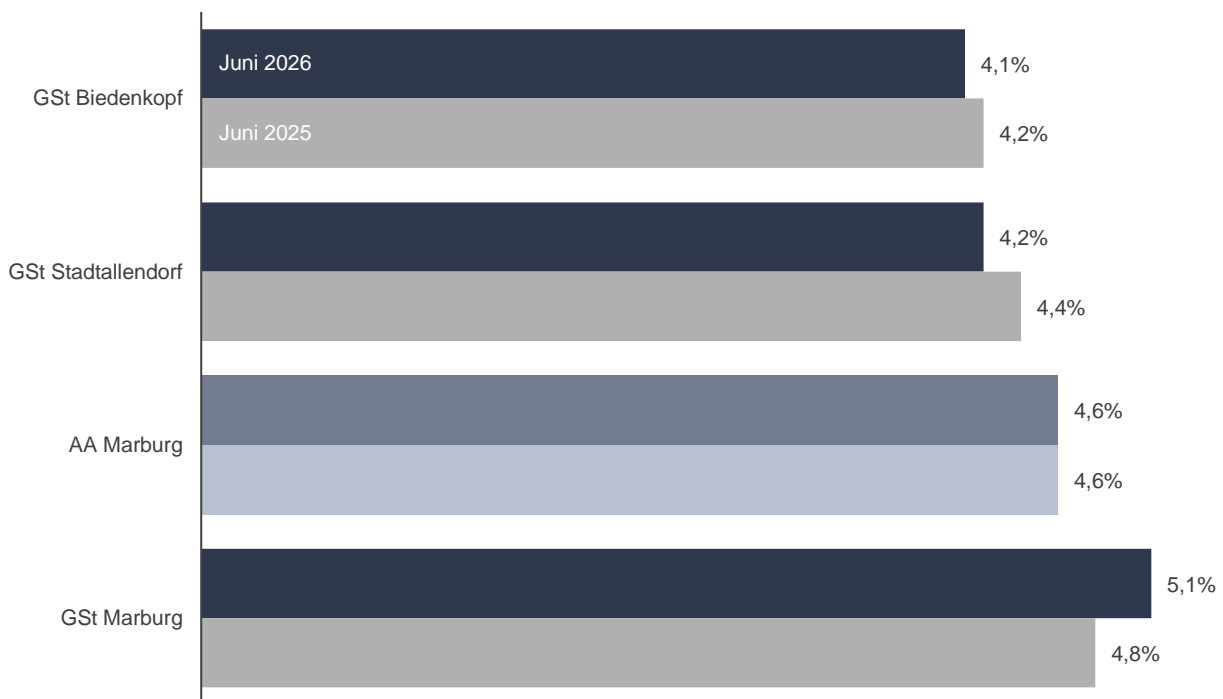 Juni 2026
4,1%
GSt Biedenkopf
Juni 2025
4,2%
4,2%
GSt Stadtallendorf
4,4%
4,6%
AA Marburg
4,6%
5,1%
GSt Marburg
4,8%